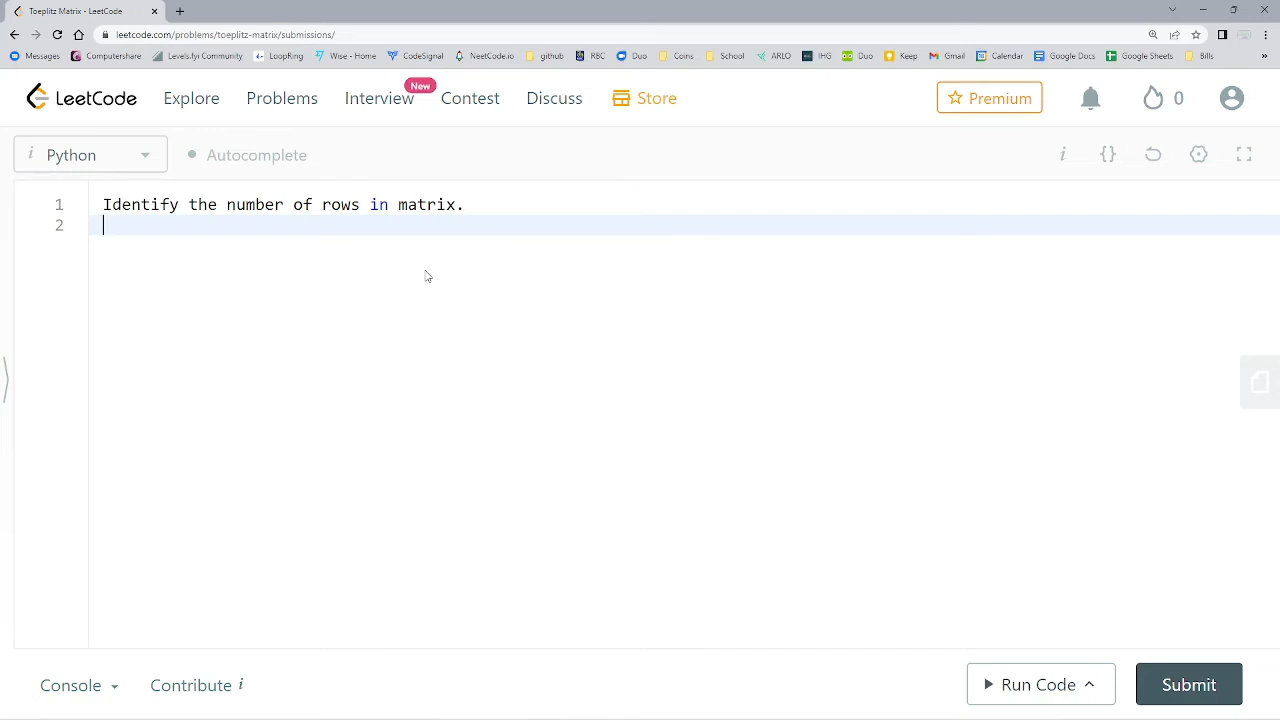 Toeplitz Matrix - LeetCode
leetcode.com/problems/toeplitz-matrix/submissions/
Messages Computershare Levelshi Community LoopRing Wise - Home CodeSignal NeetCode.io github RBC Duo Coins School ARLO IHG Duo Keep Gmail Calendar Google Docs Google Sheets Bills »
LeetCode Explore Problems Interview New Contest Discuss Store Premium 0
i Python Autocomplete i {}
1 Identify the number of rows in matrix.
2
Console Contribute i Run Code Submit